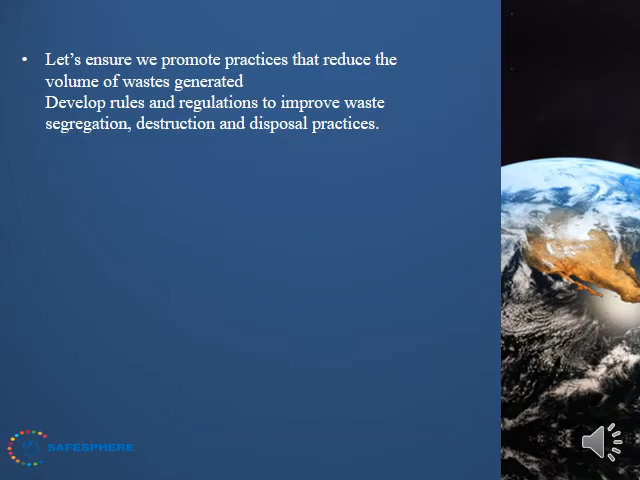 • Let’s ensure we promote practices that reduce the
volume of wastes generated
Develop rules and regulations to improve waste
segregation, destruction and disposal practices.
SAFESPHERE